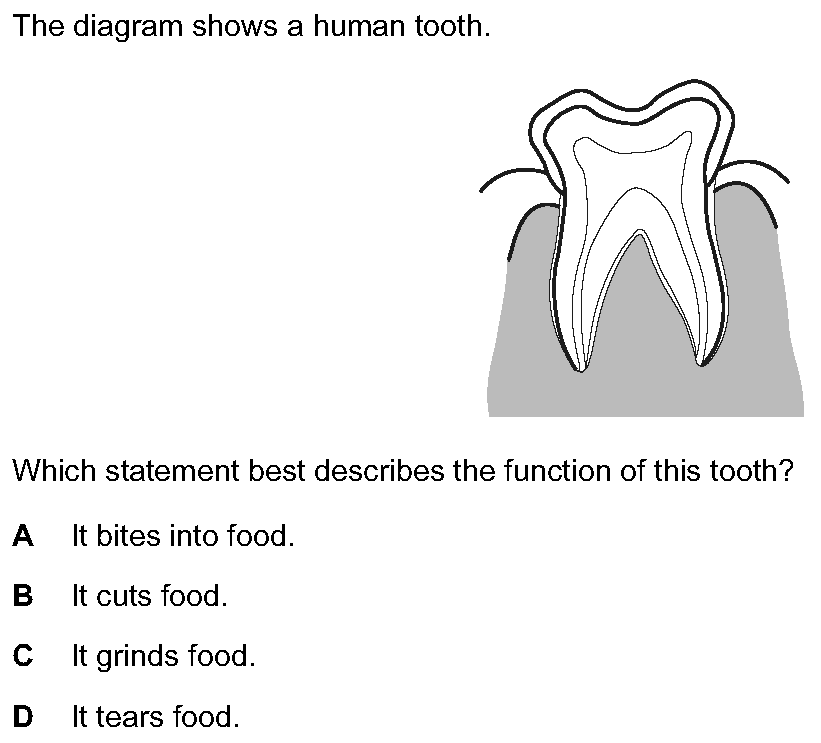 The diagram shows a human tooth.
Which statement best describes the function of this tooth?
A It bites into food.
B It cuts food.
C It grinds food.
D It tears food.